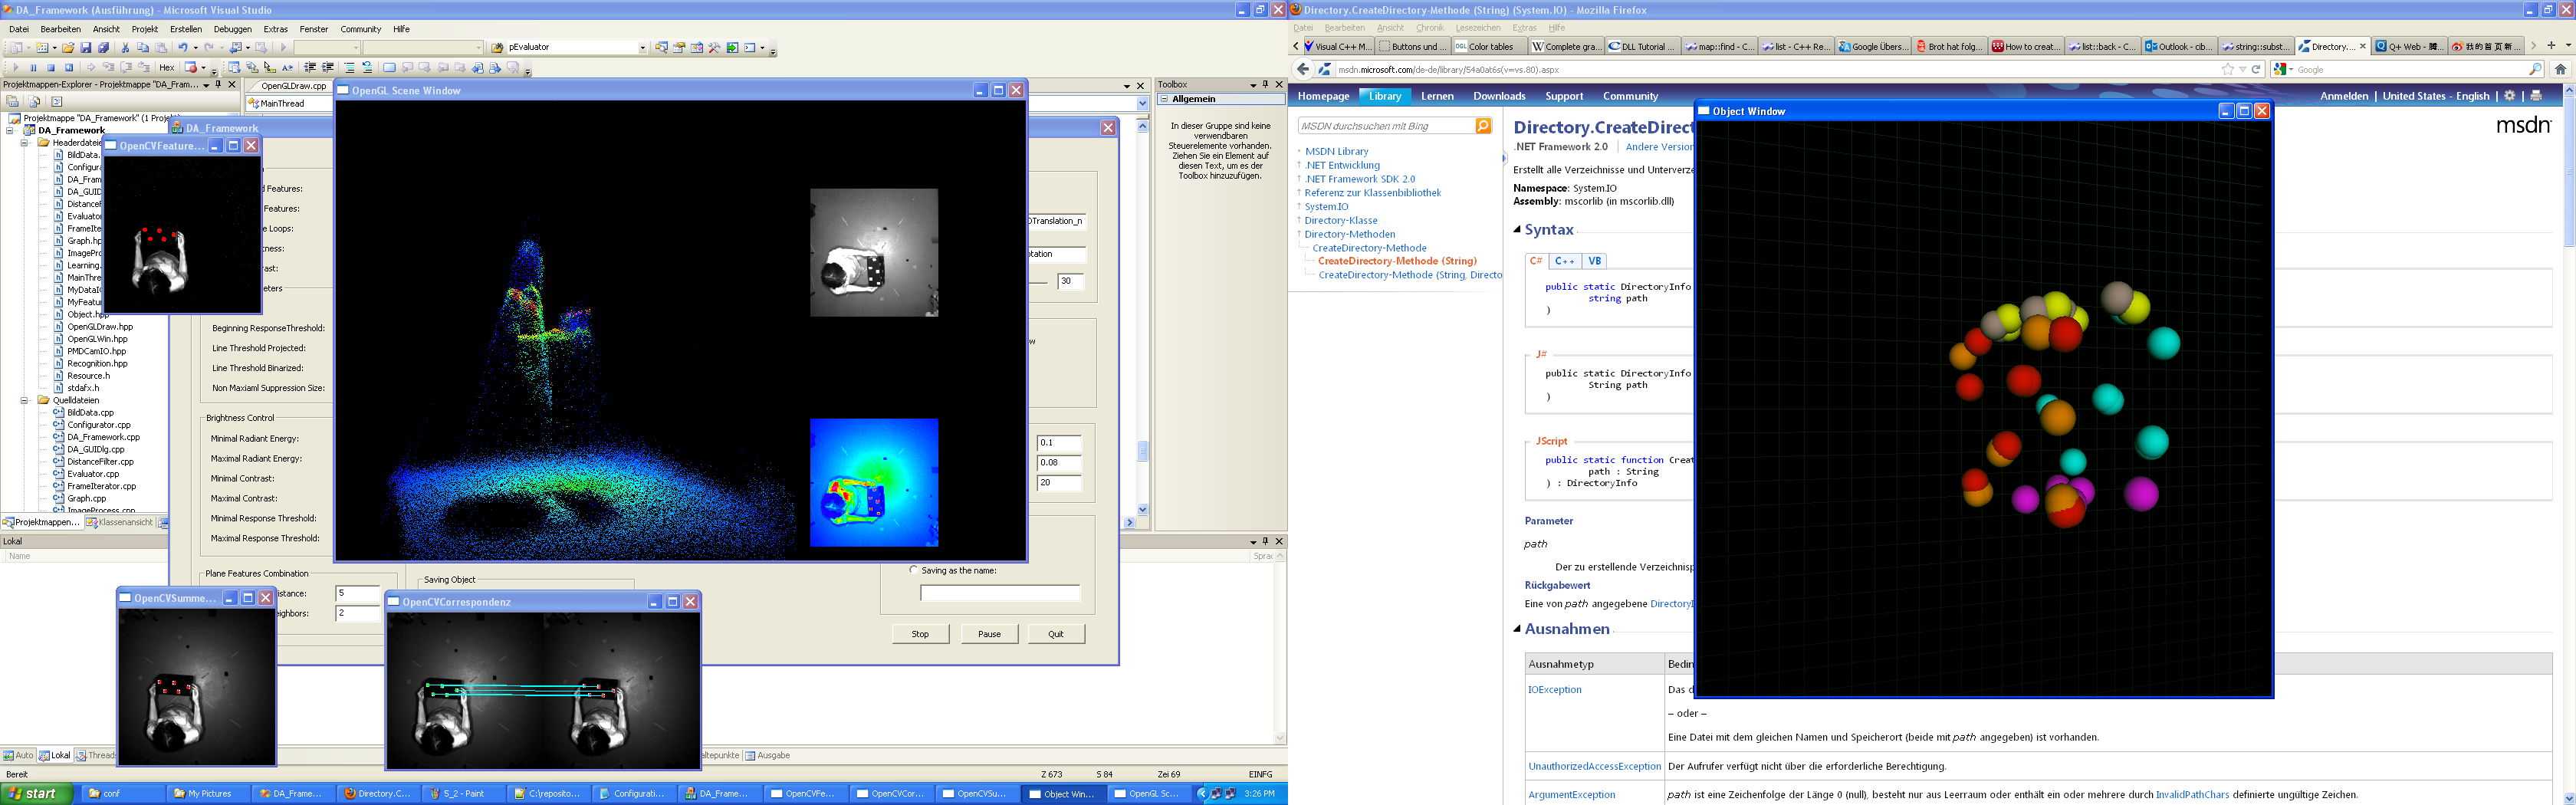 DA_Framework (Ausführung) - Microsoft Visual Studio
Datei Bearbeiten Ansicht Projekt Erstellen Debuggen Extras Fenster Community Hilfe
pEvaluator
Hex
Projektmappen-Explorer - Projektmappe "DA_Fram...
Projektmappe "DA_Framework" (1 Proj
DA_Framework
Headerdateie
BildData.
Configura
DA_Fram
DA_GUID
Distance
Evaluator
FrameIte
Graph.hp
ImagePro
Learning.
MainThre
MyDataIO
MyFeatur
Object.hp
OpenGLDraw.hpp
OpenGLWin.hpp
PMDCamIO.hpp
Recognition.hpp
Resource.h
stdafx.h
Quelldateien
BildData.cpp
Configurator.cpp
DA_Framework.cpp
DA_GUIDlg.cpp
DistanceFilter.cpp
Evaluator.cpp
FrameIterator.cpp
Graph.cpp
ImageProcess.cpp
Projektmappen...
Klassenansicht
Lokal
Name
OpenCVFeature...
DA_Framework
d Features:
Features:
e Loops:
tness:
rast:
meters
Beginning ResponseThreshold:
Line Threshold Projected:
Line Threshold Binarized:
Non Maxiaml Suppression Size:
Brightness Control
Minimal Radiant Energy:
Maximal Radiant Energy:
Minimal Contrast:
Maximal Contrast:
Minimal Response Threshold:
Maximal Response Threshold:
Plane Features Combination
istance:
5
eighbors:
2
Saving Object
OpenGLDraw.cpp
MainThread
OpenGL Scene Window
DTranslation_n
otation
30
0.1
0.08
20
Saving as the name:
Stop Pause Quit
Toolbox
Allgemein
In dieser Gruppe sind keine
verwendbaren
Steuerelemente vorhanden.
Ziehen Sie ein Element auf
diesen Text, um es der
Toolbox hinzuzufügen.
OpenCVSumme...
OpenCVCorrespondenz
Auto Lokal Threads
altepunkte Ausgabe
Bereit
Z 673 S 84 Zei 69 EINFG
start conf My Pictures DA_Frame... Directory.C... 5_2 - Paint C:\reposito... Configurati... DA_Frame... OpenCVFe... OpenCVCor... OpenCVSu... Object Win... OpenGL Sc... 3:26 PM
Directory.CreateDirectory-Methode (String) (System.IO) - Mozilla Firefox
Datei Bearbeiten Ansicht Chronik Lesezeichen Extras Hilfe
Visual C++ M... Buttons und ... Color tables Complete gra... DLL Tutorial ... map::find - C... list - C++ Re... Google Übers... Brot hat folg... How to creat... list::back - C... Outlook - cib... string::subst... Directory.... Q+ Web - 腾... 我的首页 新...
msdn.microsoft.com/de-de/library/54a0at6s(v=vs.80).aspx
Google
Homepage Library Lernen Downloads Support Community
Anmelden | United States - English
MSDN durchsuchen mit Bing
MSDN Library
.NET Entwicklung
.NET Framework SDK 2.0
Referenz zur Klassenbibliothek
System.IO
Directory-Klasse
Directory-Methoden
CreateDirectory-Methode
CreateDirectory-Methode (String)
CreateDirectory-Methode (String, Directo
Directory.CreateDirect
msdn
.NET Framework 2.0 Andere Version
Erstellt alle Verzeichnisse und Unterverze
Namespace: System.IO
Assembly: mscorlib (in mscorlib.dll)
Syntax
C# C++ VB
public static DirectoryInfo
string path
)
J#
public static DirectoryInfo
String path
)
JScript
public static function Creat
path : String
) : DirectoryInfo
Parameter
path
Der zu erstellende Verzeichnisp
Rückgabewert
Eine von path angegebene DirectoryI
Ausnahmen
Ausnahmetyp
Bedin
IOException
Das d
– oder –
Eine Datei mit dem gleichen Namen und Speicherort (beide mit path angegeben) ist vorhanden.
UnauthorizedAccessException
Der Aufrufer verfügt nicht über die erforderliche Berechtigung.
ArgumentException
path ist eine Zeichenfolge der Länge 0 (null), besteht nur aus Leerraum oder enthält ein oder mehrere durch InvalidPathChars definierte ungültige Zeichen.
Object Window